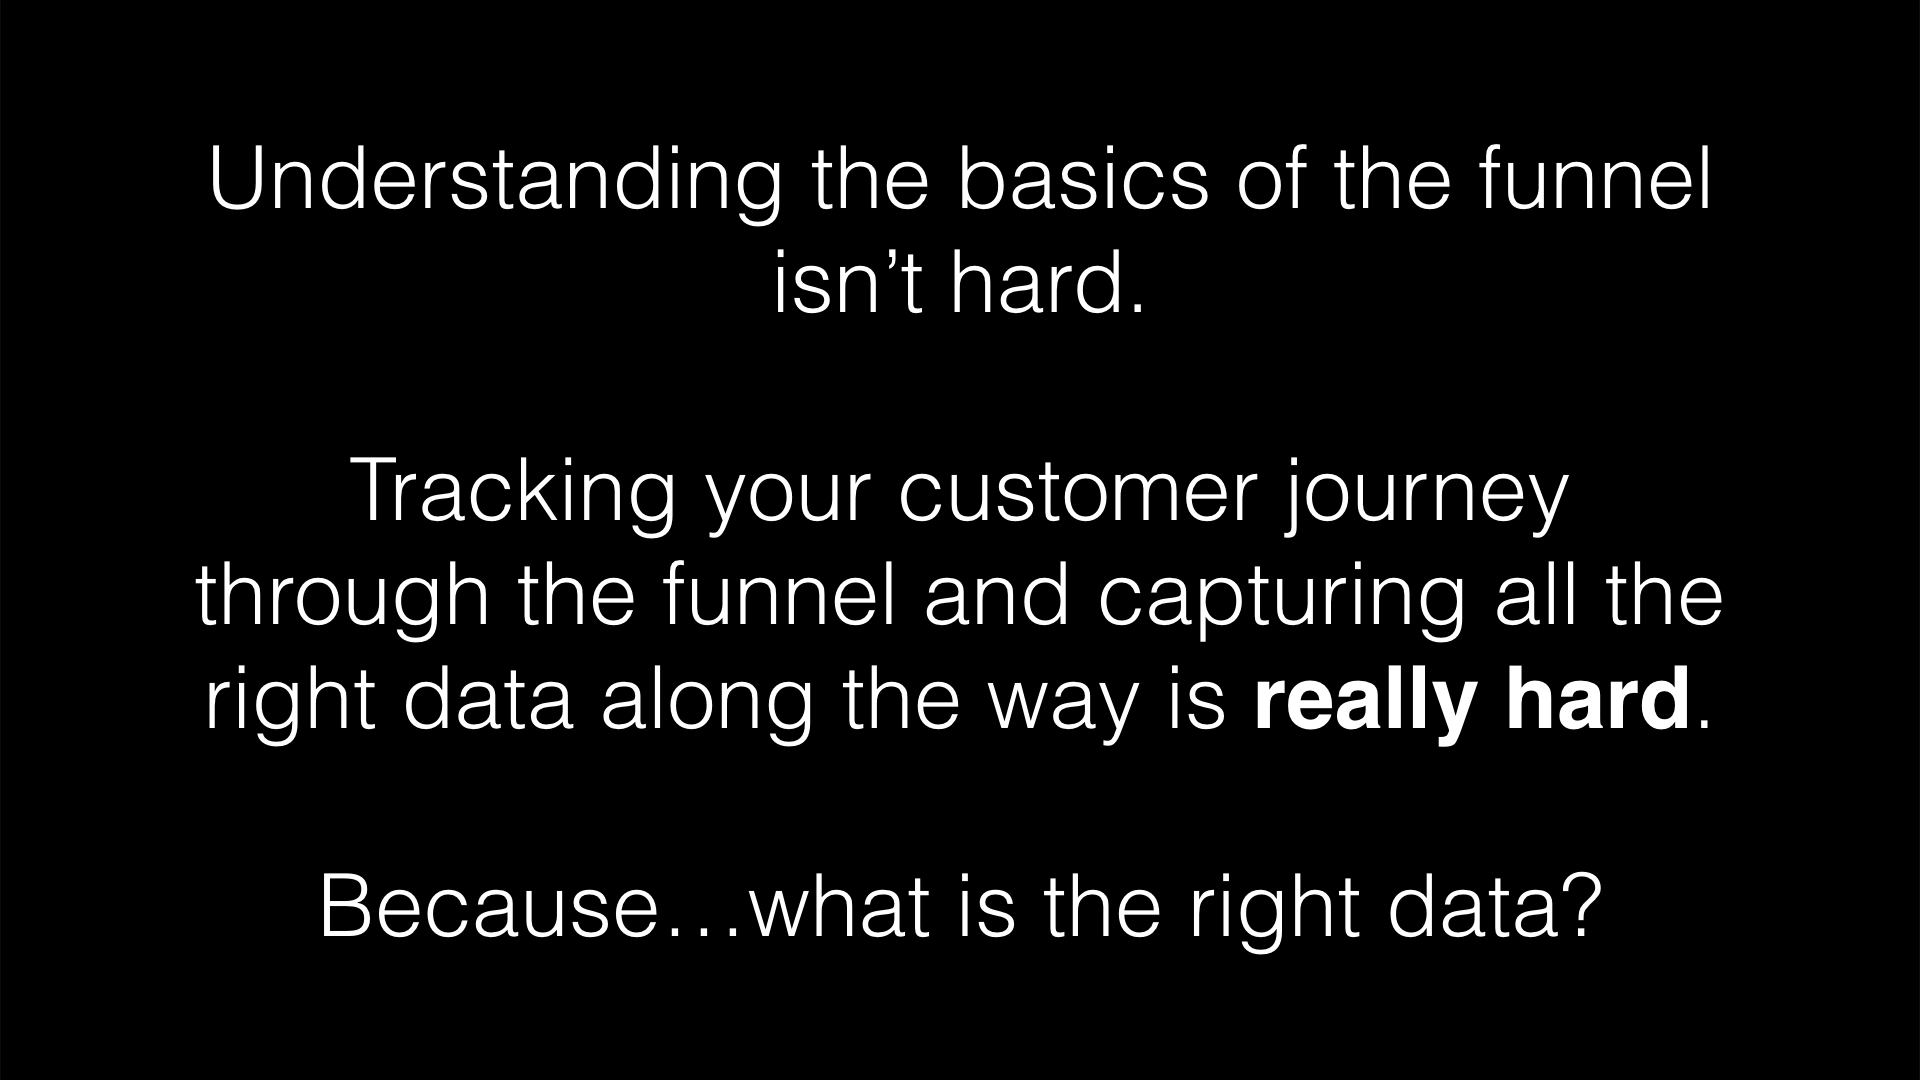 Understanding the basics of the funnel
isn’t hard.
Tracking your customer journey
through the funnel and capturing all the
right data along the way is really hard.
Because…what is the right data?